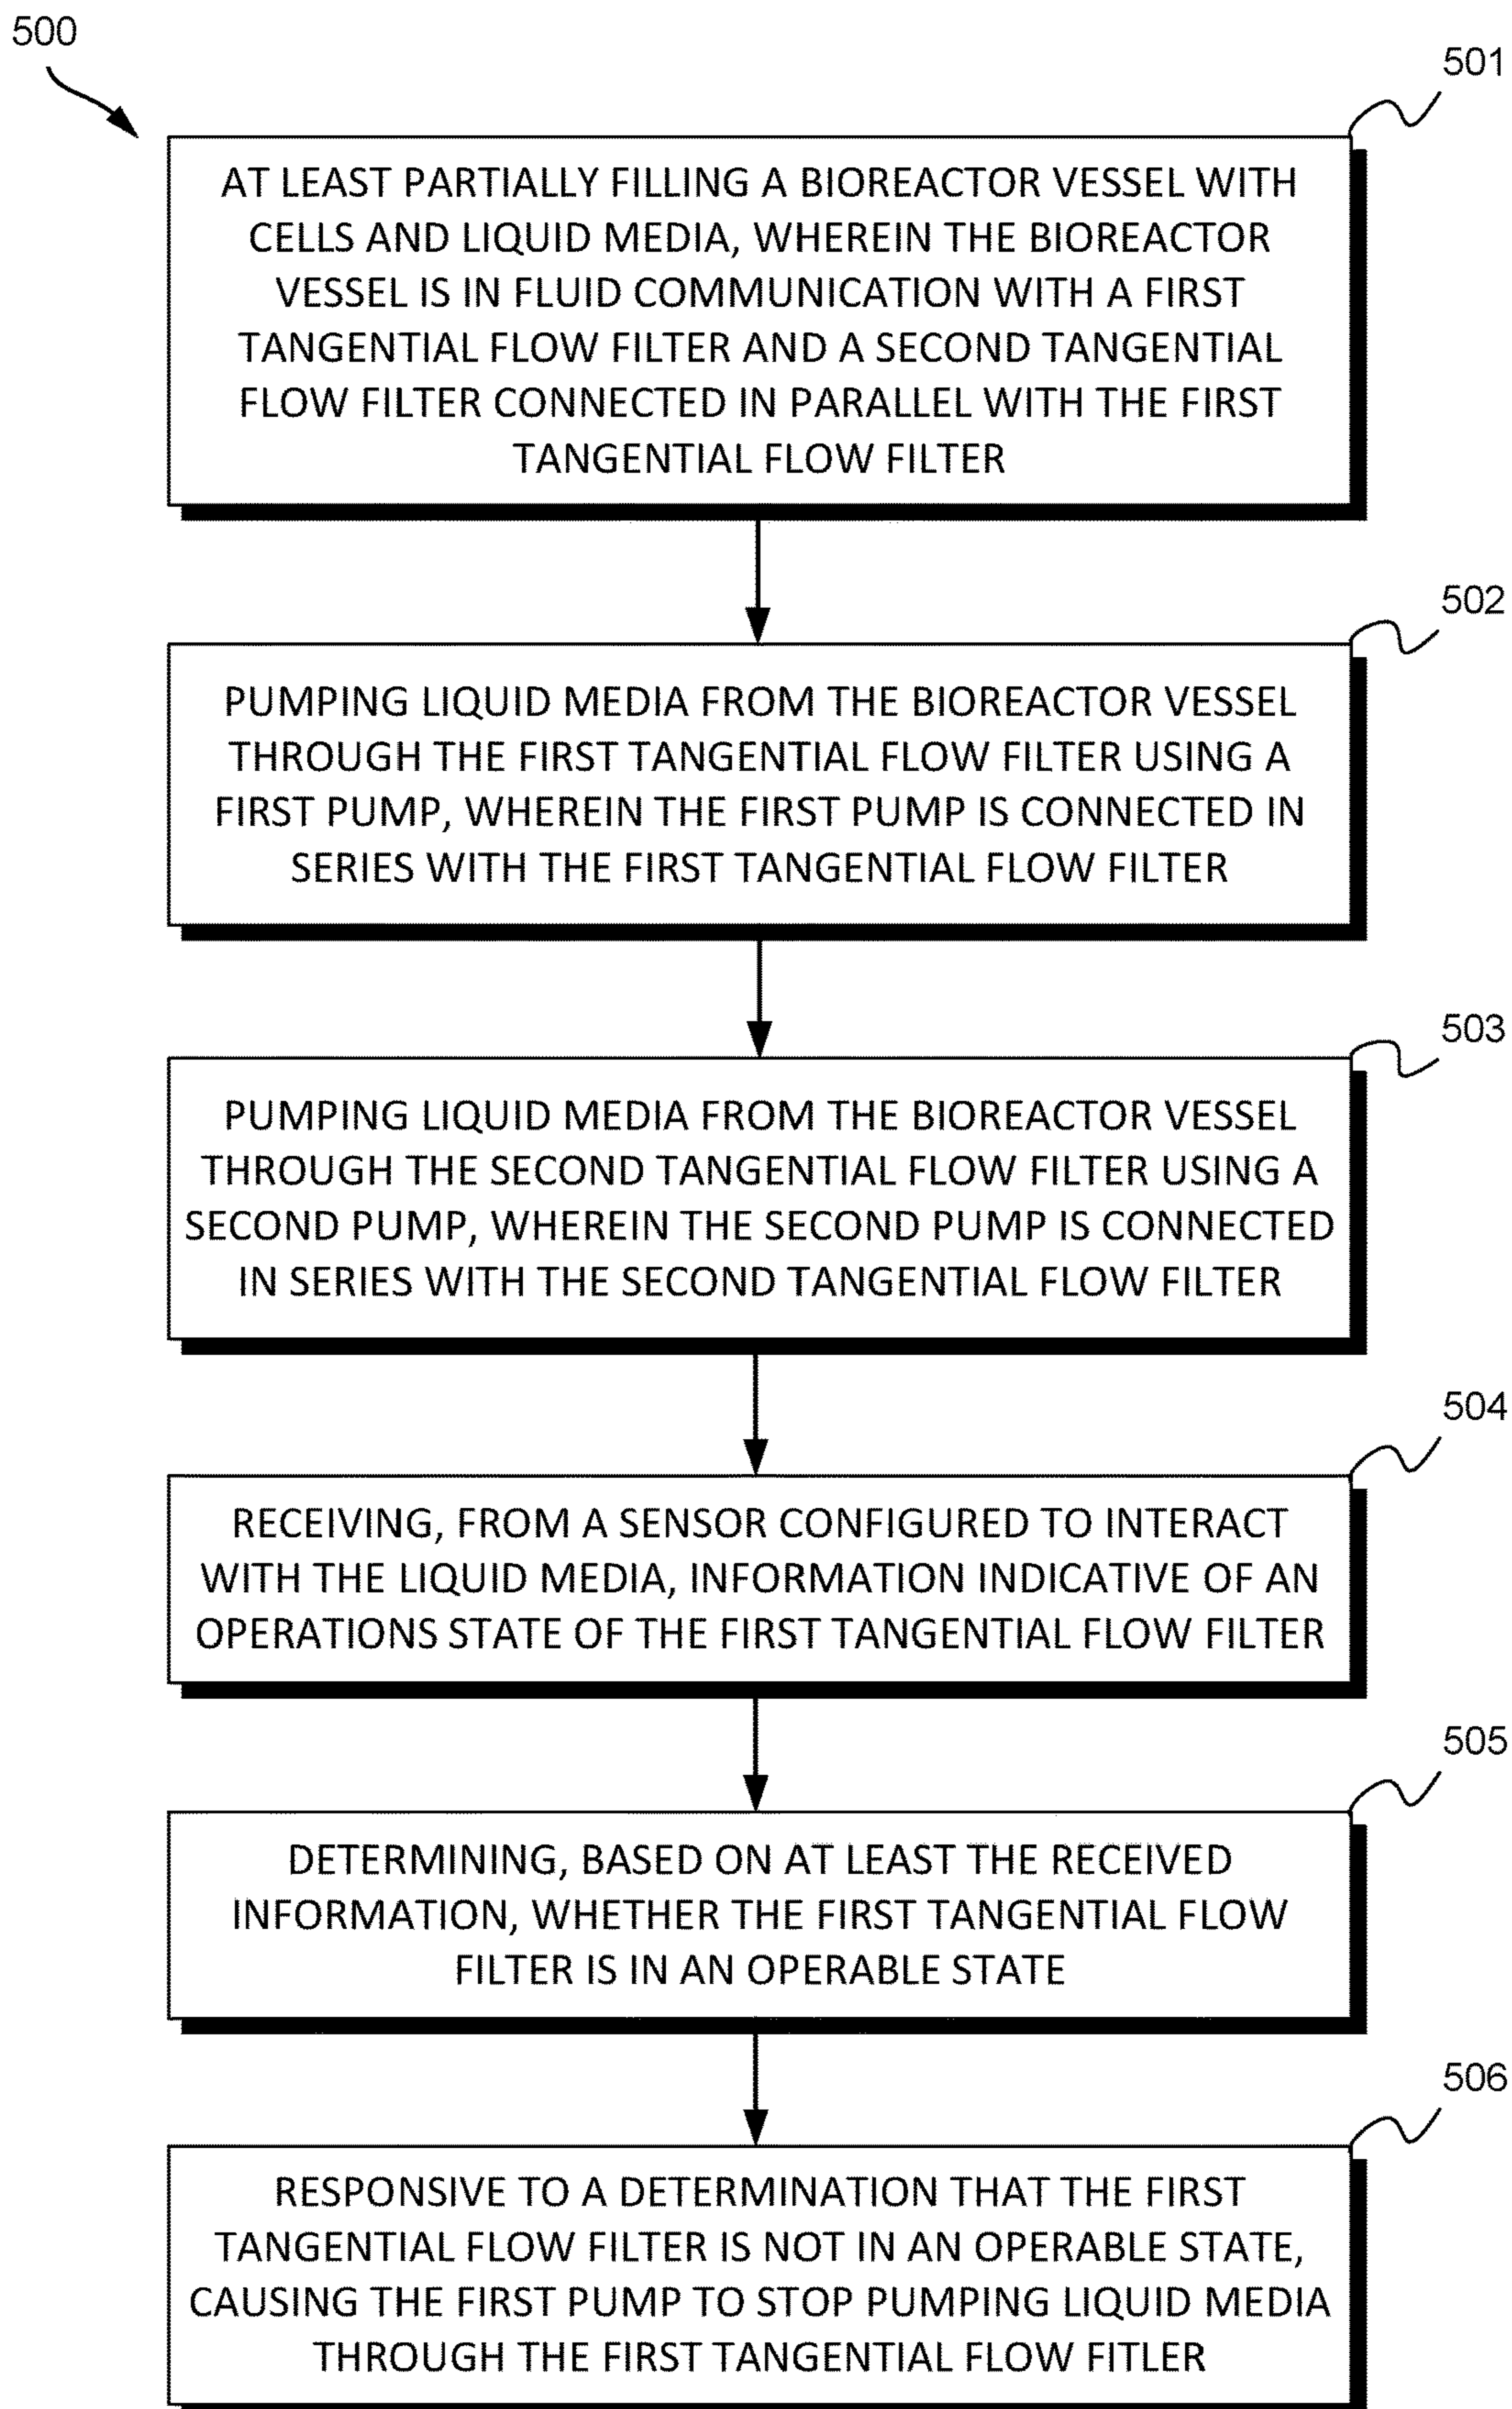 500
501
AT LEAST PARTIALLY FILLING A BIOREACTOR VESSEL WITH
CELLS AND LIQUID MEDIA, WHEREIN THE BIOREACTOR
VESSEL IS IN FLUID COMMUNICATION WITH A FIRST
TANGENTIAL FLOW FILTER AND A SECOND TANGENTIAL
FLOW FILTER CONNECTED IN PARALLEL WITH THE FIRST
TANGENTIAL FLOW FILTER
502
PUMPING LIQUID MEDIA FROM THE BIOREACTOR VESSEL
THROUGH THE FIRST TANGENTIAL FLOW FILTER USING A
FIRST PUMP, WHEREIN THE FIRST PUMP IS CONNECTED IN
SERIES WITH THE FIRST TANGENTIAL FLOW FILTER
503
PUMPING LIQUID MEDIA FROM THE BIOREACTOR VESSEL
THROUGH THE SECOND TANGENTIAL FLOW FILTER USING A
SECOND PUMP, WHEREIN THE SECOND PUMP IS CONNECTED
IN SERIES WITH THE SECOND TANGENTIAL FLOW FILTER
504
RECEIVING, FROM A SENSOR CONFIGURED TO INTERACT
WITH THE LIQUID MEDIA, INFORMATION INDICATIVE OF AN
OPERATIONS STATE OF THE FIRST TANGENTIAL FLOW FILTER
505
DETERMINING, BASED ON AT LEAST THE RECEIVED
INFORMATION, WHETHER THE FIRST TANGENTIAL FLOW
FILTER IS IN AN OPERABLE STATE
506
RESPONSIVE TO A DETERMINATION THAT THE FIRST
TANGENTIAL FLOW FILTER IS NOT IN AN OPERABLE STATE,
CAUSING THE FIRST PUMP TO STOP PUMPING LIQUID MEDIA
THROUGH THE FIRST TANGENTIAL FLOW FITLER